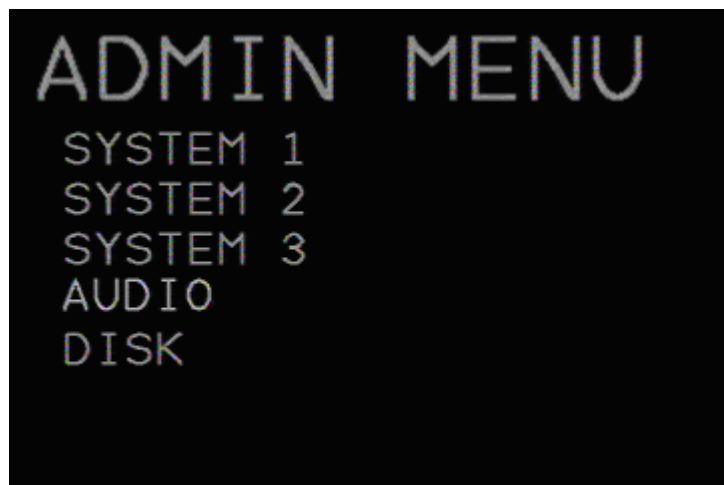 ADMIN MENU
SYSTEM 1
SYSTEM 2
SYSTEM 3
AUDIO
DISK